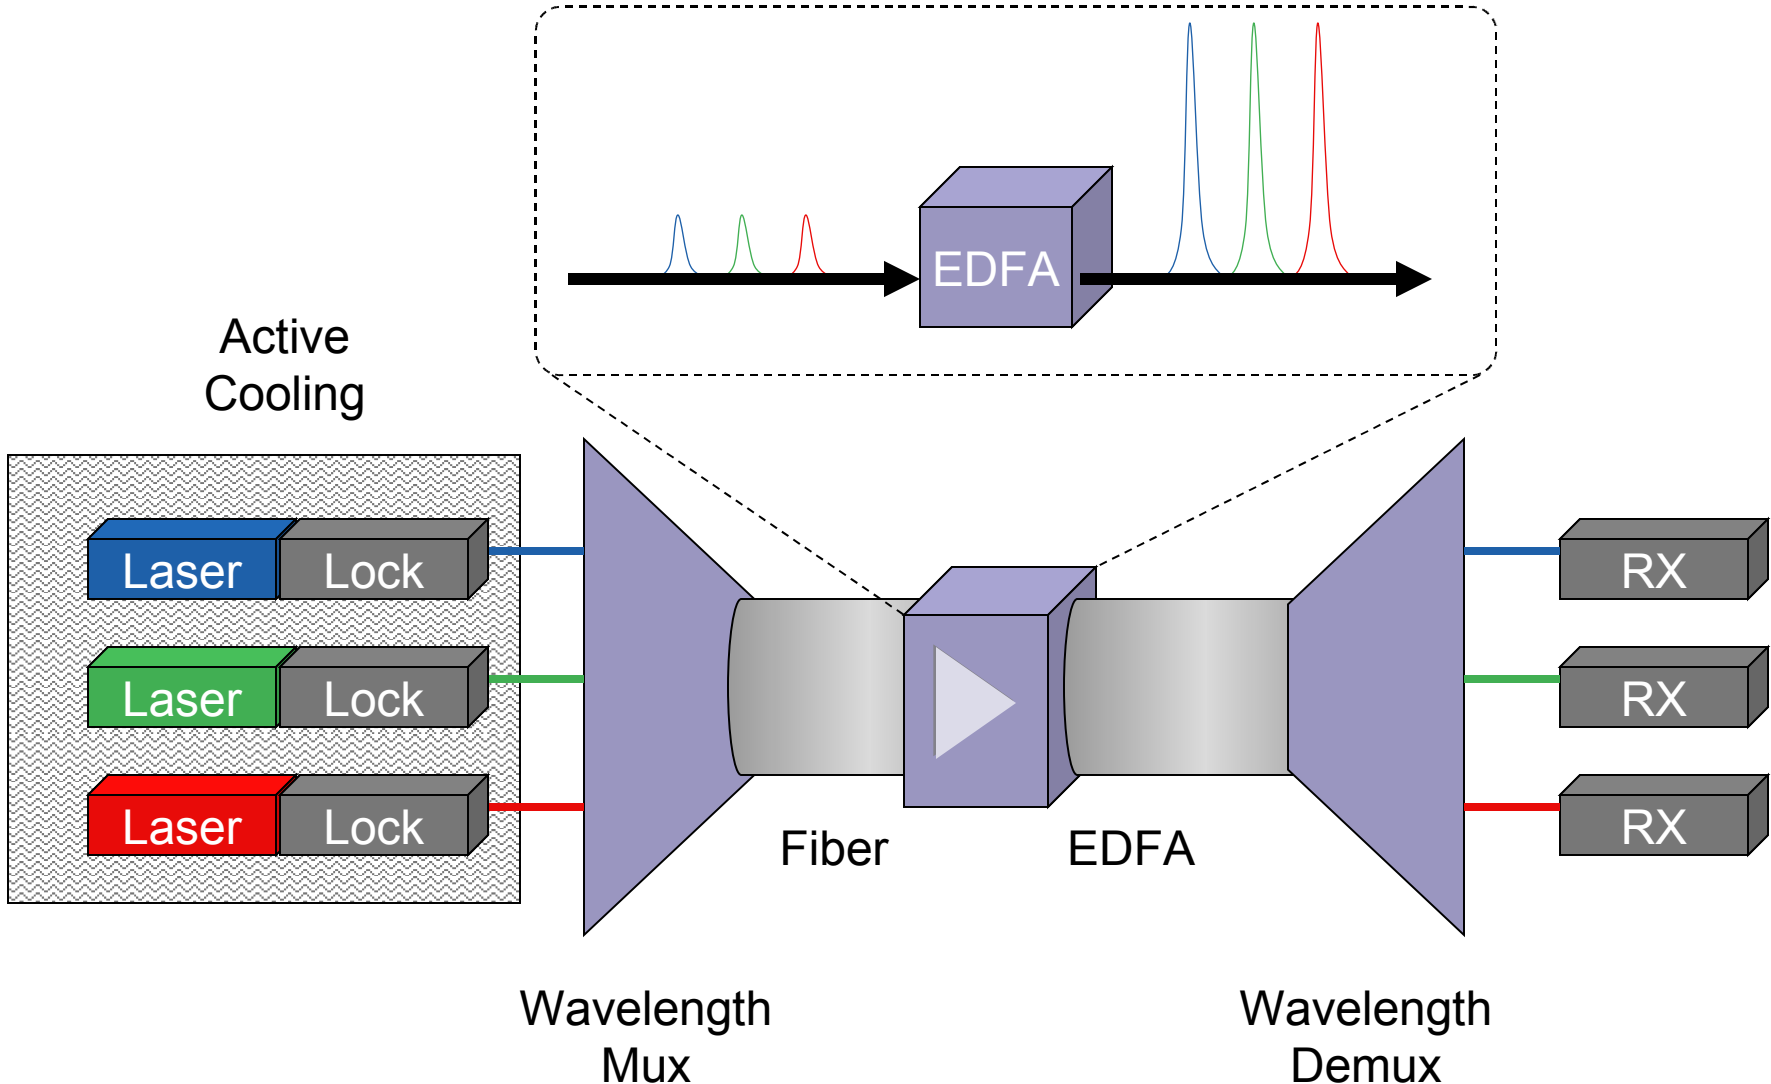 EDFA
Active
Cooling
Laser
Lock
RX
Laser
Lock
RX
Laser
Lock
RX
Fiber
EDFA
Wavelength
Mux
Wavelength
Demux